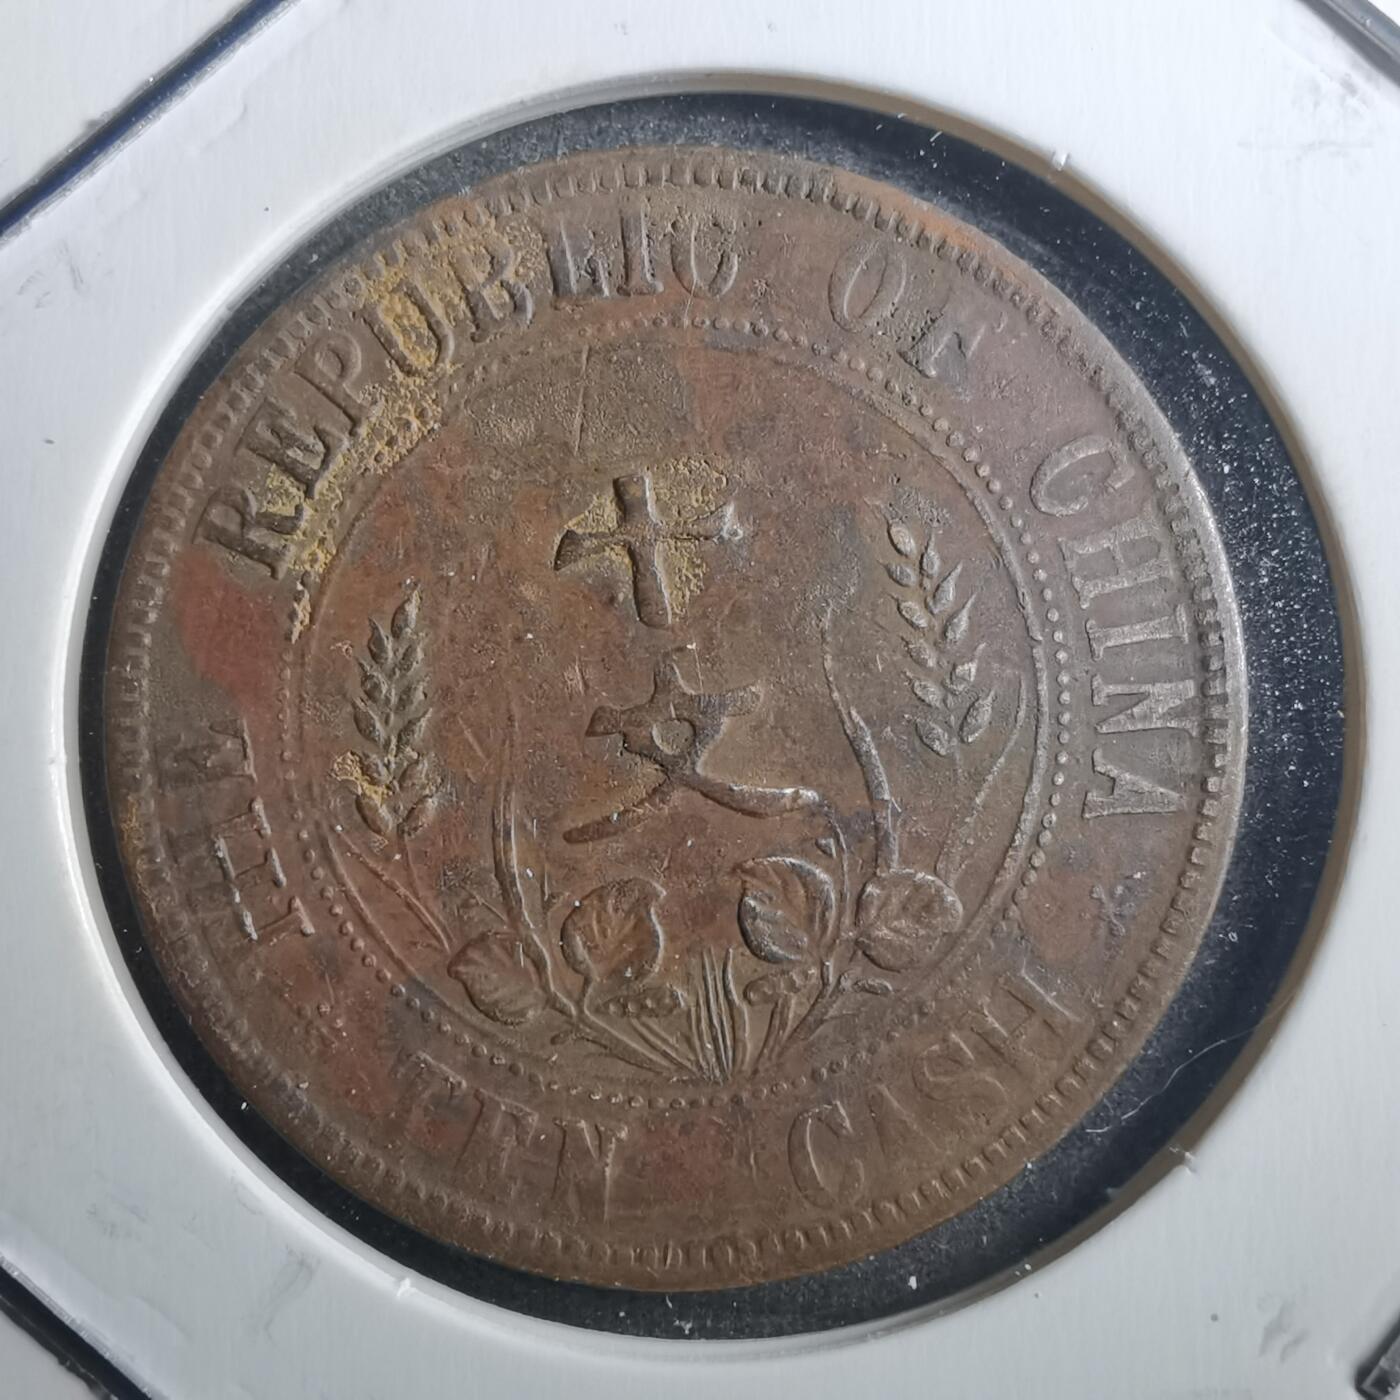 THE REPUBLIC OF CHINA
十文
TEN CASH